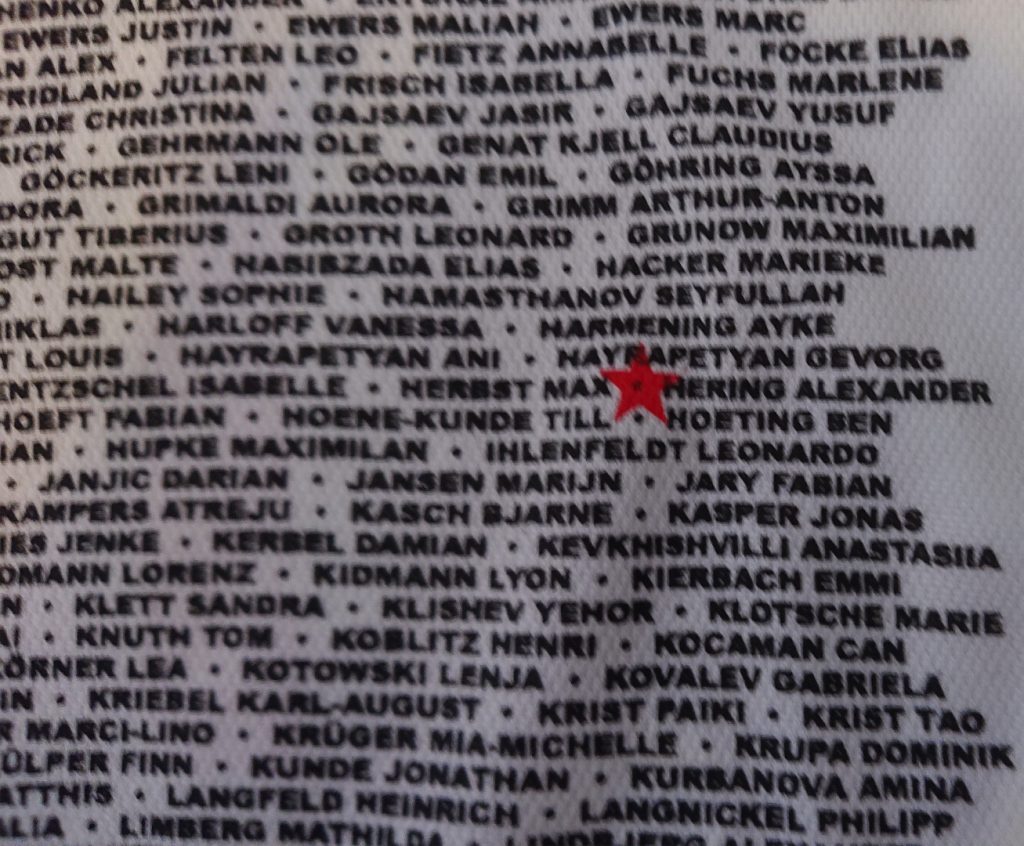 HENKO ALEXANDER
EWERS JUSTIN · EWERS MALIAH · EWERS MARC
N ALEX · FELTEN LEO · FIETZ ANNABELLE · FOCKE ELIAS
FRIDLAND JULIAN · FRISCH ISABELLA · FUCHS MARLENE
ZADE CHRISTINA · GAJSAEV JASIR · GAJSAEV YUSUF
RICK · GEHRMANN OLE · GENAT KJELL CLAUDIUS
GÖCKERITZ LENI · GÖDAN EMIL · GÖHRING AYSSA
DORA · GRIMALDI AURORA · GRIMM ARTHUR-ANTON
GUT TIBERIUS · GROTH LEONARD · GRUNOW MAXIMILIAN
OST MALTE · HABIBZADA ELIAS · HACKER MARIEKE
· HAILEY SOPHIE · HAMASTHANOV SEYFULLAH
NIKLAS · HARLOFF VANESSA · HARMENING AYKE
T LOUIS · HAYRAPETYAN ANI · HAYRAPETYAN GEVORG
ENTZSCHEL ISABELLE · HERBST MAX · HERING ALEXANDER
HOEFT FABIAN · HOENE-KUNDE TILL · HOETING BEN
IAN · HUPKE MAXIMILAN · IHLENFELDT LEONARDO
· JANJIC DARIAN · JANSEN MARIJN · JARY FABIAN
KAMPERS ATREJU · KASCH BJARNE · KASPER JONAS
IES JENKE · KERBEL DAMIAN · KEVKHISHVILLI ANASTASIIA
DMANN LORENZ · KIDMANN LYON · KIERBACH EMMI
N · KLETT SANDRA · KLISHEV YEHOR · KLOTSCHE MARIE
AI · KNUTH TOM · KOBLITZ HENRI · KOCAMAN CAN
KÖRNER LEA · KOTOWSKI LENJA · KOVALEV GABRIELA
IN · KRIEBEL KARL-AUGUST · KRIST PAIKI · KRIST TAO
R MARCI-LINO · KRÜGER MIA-MICHELLE · KRUPA DOMINIK
ÜLPER FINN · KUNDE JONATHAN · KURBANOVA AMINA
ATTHIS · LANGFELD HEINRICH · LANGNICKEL PHILIPP
ALIA · LIMBERG MATHILDA ·